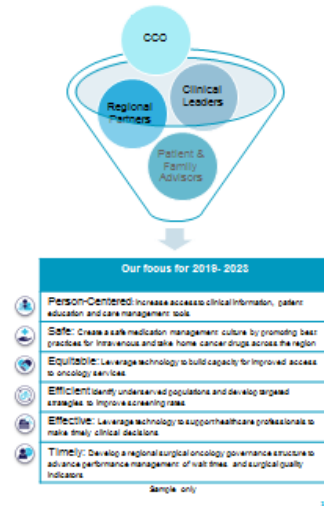 CCO
Clinical
Leaders
Regional
Partners
Patient &
Family
Advisors
Our focus for 2019- 2023
Person-Centered: Increase access to clinical information, patient
education and care management tools
Safe: Create a safe medication management culture by promoting best
practices for intravenous and take home cancer drugs across the region
Equitable: Leverage technology to build capacity for improved access
to oncology services
Efficient Identify underserved populations and develop targeted
strategies to improve screening rates
Effective: Leverage technology to support healthcare professionals to
make timely clinical decisions
Timely: Develop a regional surgical oncology governance structure to
advance performance management of wait times and surgical quality
indicators
Sample only